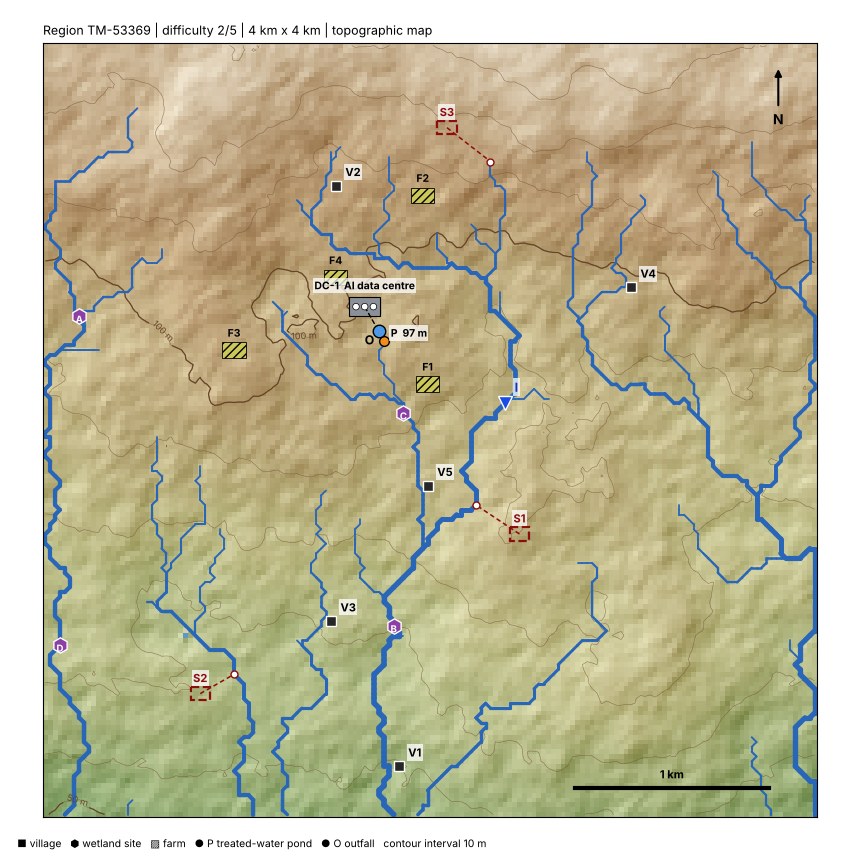 Region TM-53369 | difficulty 2/5 | 4 km x 4 km | topographic map
S3
N
V2
F2
F4
V4
DC-1 AI data centre
A
100 m
F3
100 m
O
P 97 m
F1
I
C
V5
S1
V3
B
D
S2
V1
1 km
village
wetland site
farm
P treated-water pond
O outfall
contour interval 10 m